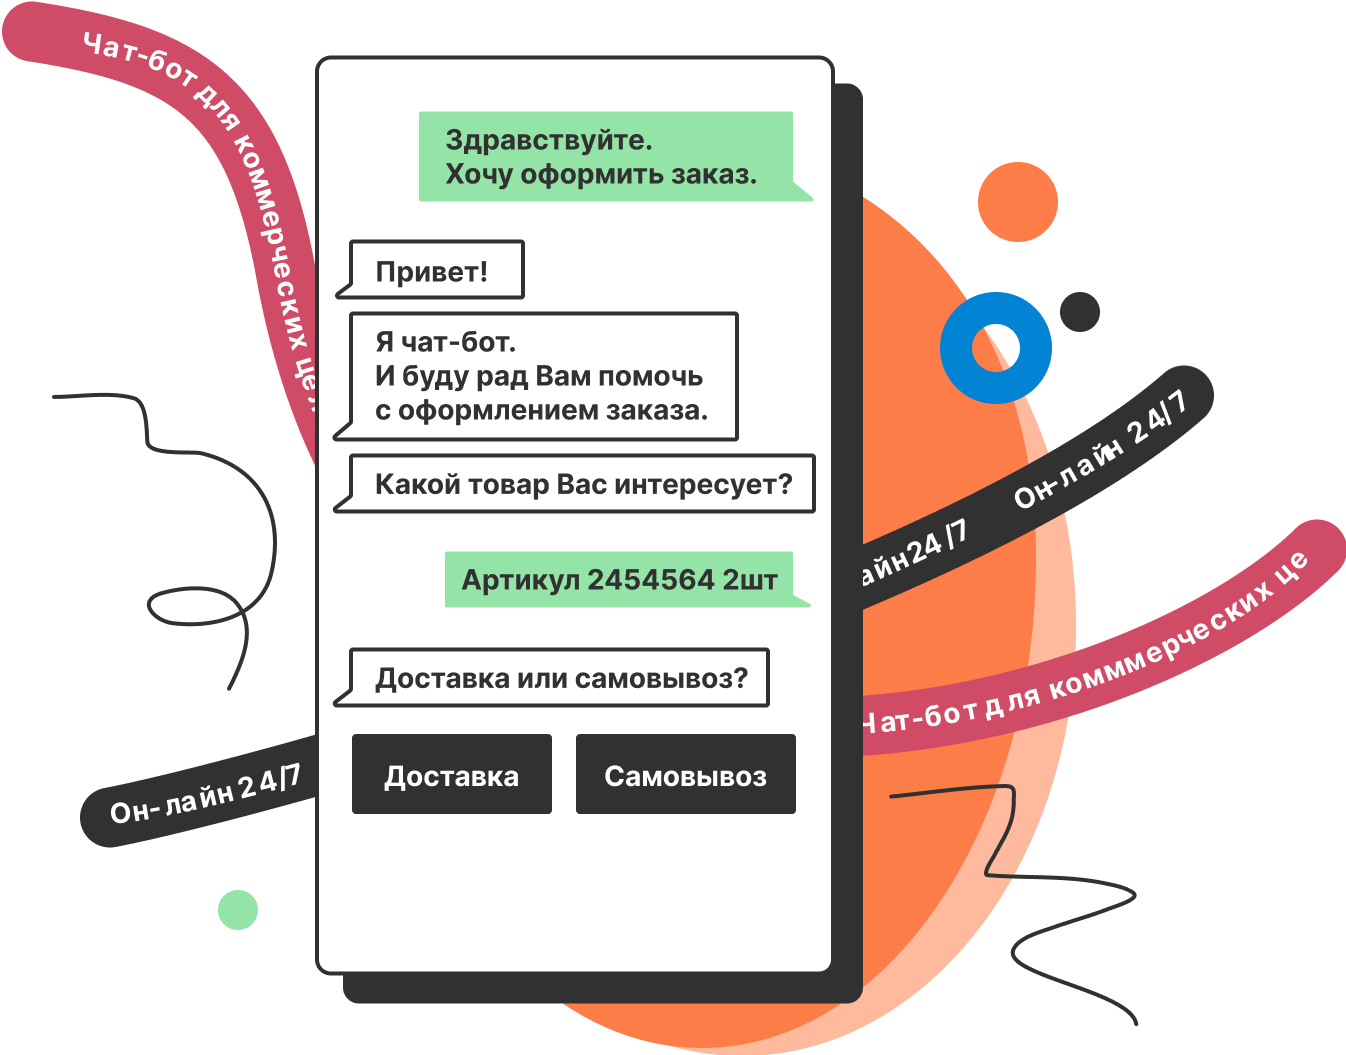 Чат-бот для коммерческих це
Здравствуйте.
Хочу оформить заказ.
Привет!
Я чат-бот.
И буду рад Вам помочь
с оформлением заказа.
Какой товар Вас интересует?
Артикул 2454564 2шт
Доставка или самовывоз?
Доставка
Самовывоз
Он-лайн 24/7
айн24/7
Он-лайн 24/7
Чат-бот для комммерческих це